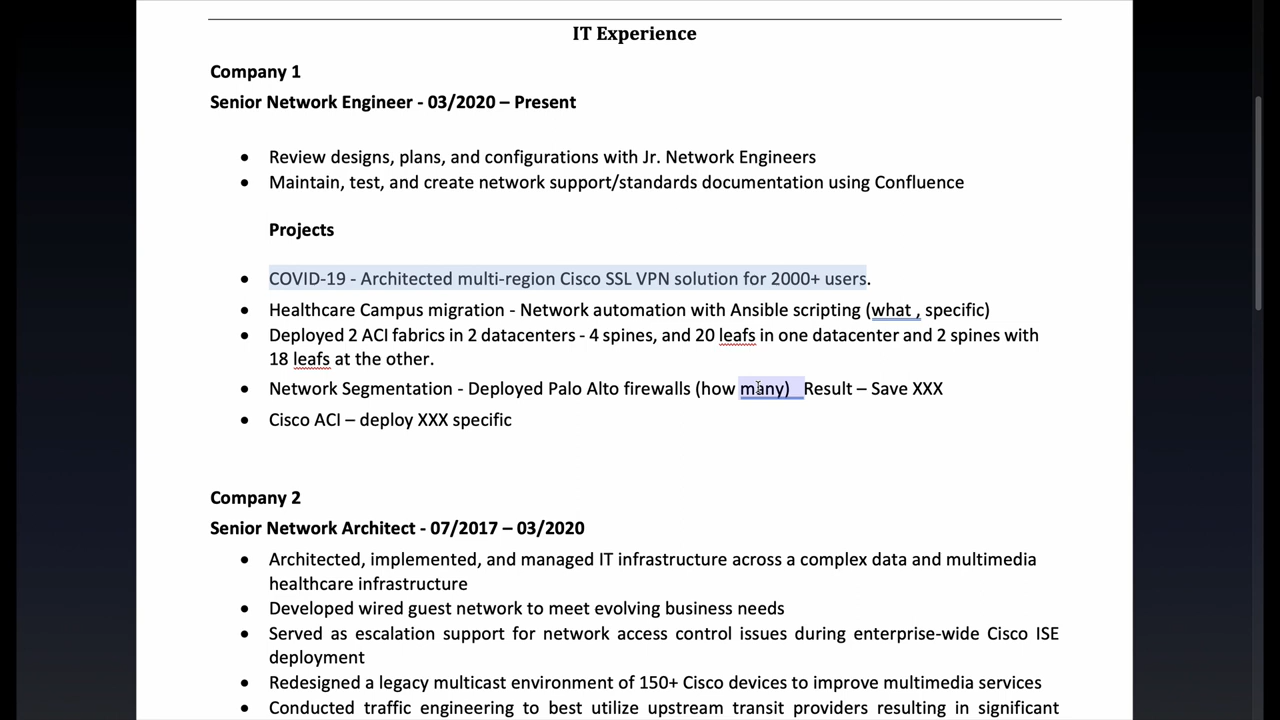 IT Experience
Company 1
Senior Network Engineer - 03/2020 – Present
• Review designs, plans, and configurations with Jr. Network Engineers
• Maintain, test, and create network support/standards documentation using Confluence
Projects
• COVID-19 - Architected multi-region Cisco SSL VPN solution for 2000+ users.
• Healthcare Campus migration - Network automation with Ansible scripting (what , specific)
• Deployed 2 ACI fabrics in 2 datacenters - 4 spines, and 20 leafs in one datacenter and 2 spines with
18 leafs at the other.
• Network Segmentation - Deployed Palo Alto firewalls (how many) Result – Save XXX
• Cisco ACI – deploy XXX specific
Company 2
Senior Network Architect - 07/2017 – 03/2020
• Architected, implemented, and managed IT infrastructure across a complex data and multimedia
healthcare infrastructure
• Developed wired guest network to meet evolving business needs
• Served as escalation support for network access control issues during enterprise-wide Cisco ISE
deployment
• Redesigned a legacy multicast environment of 150+ Cisco devices to improve multimedia services
• Conducted traffic engineering to best utilize upstream transit providers resulting in significant